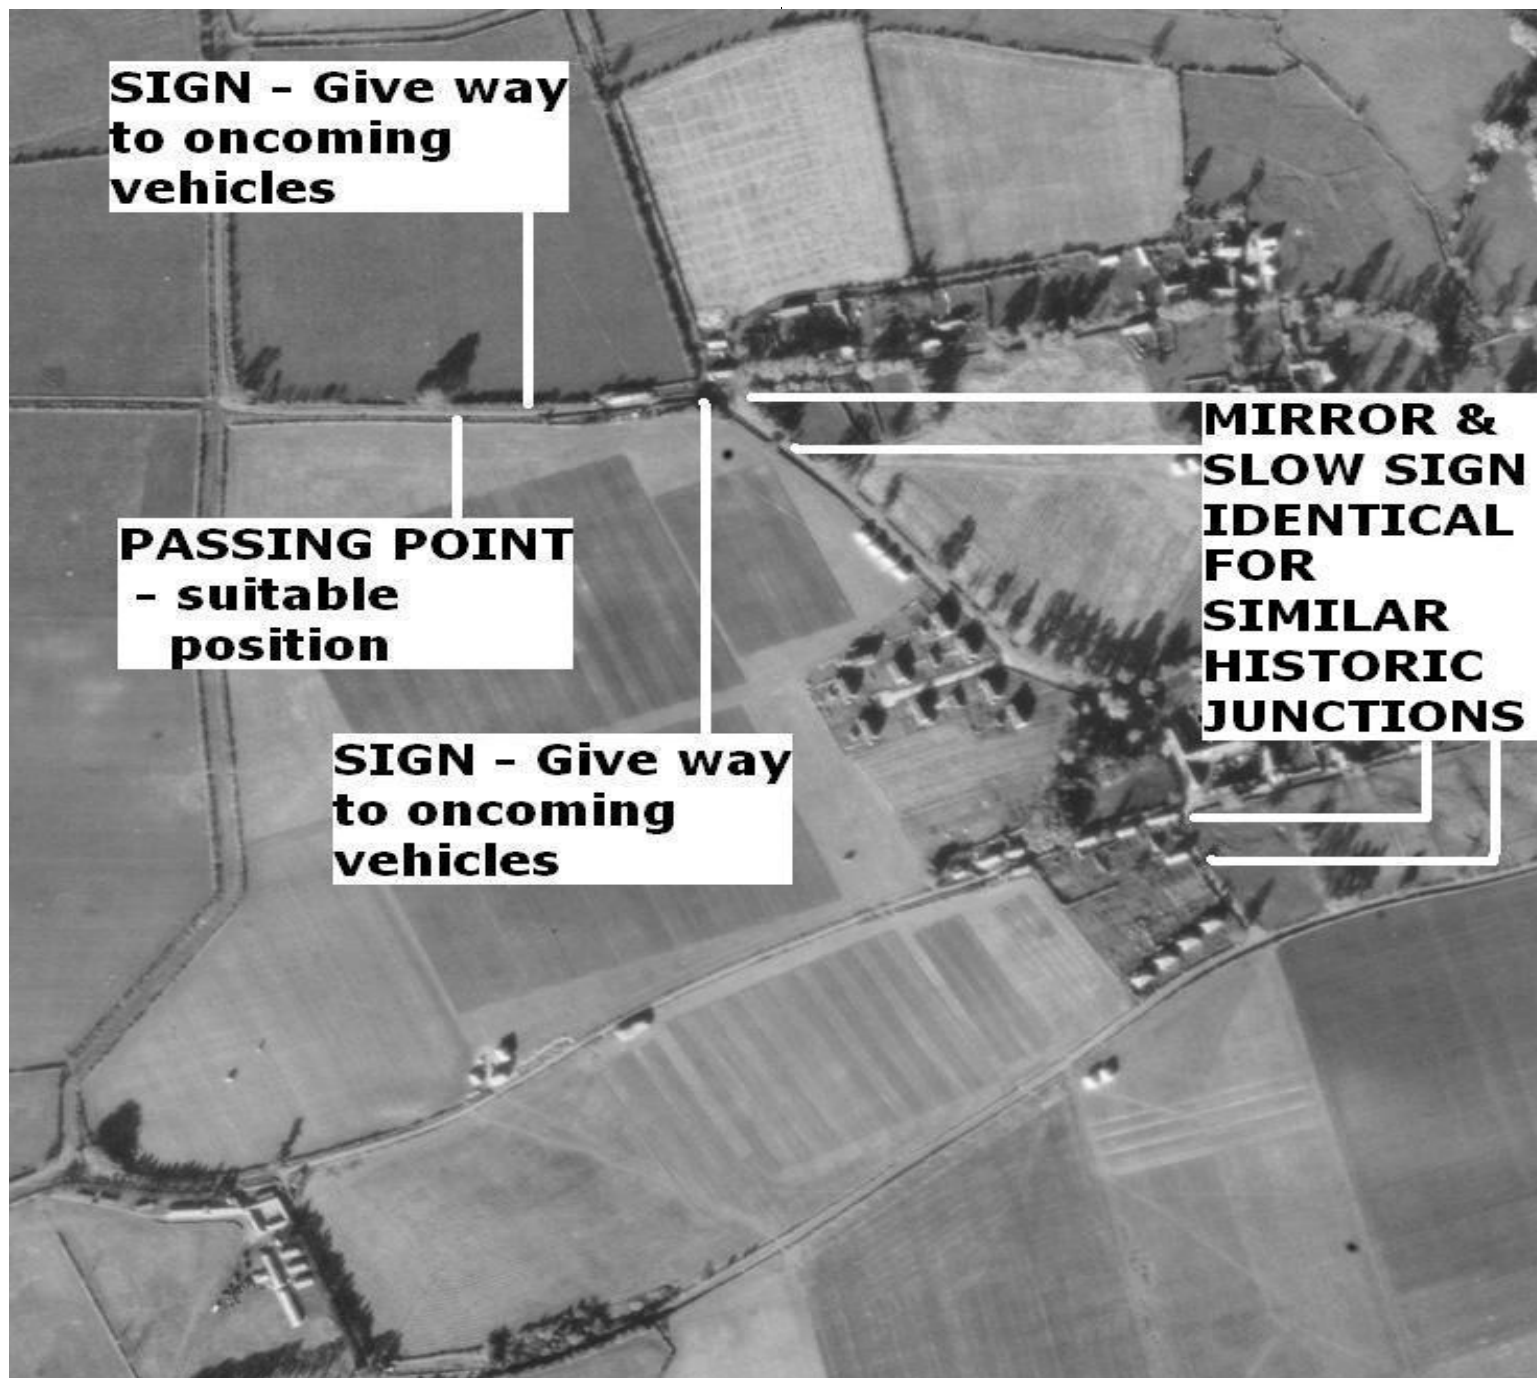 SIGN - Give way
to oncoming
vehicles
PASSING POINT
- suitable
position
SIGN - Give way
to oncoming
vehicles
MIRROR &
SLOW SIGN
IDENTICAL
FOR
SIMILAR
HISTORIC
JUNCTIONS